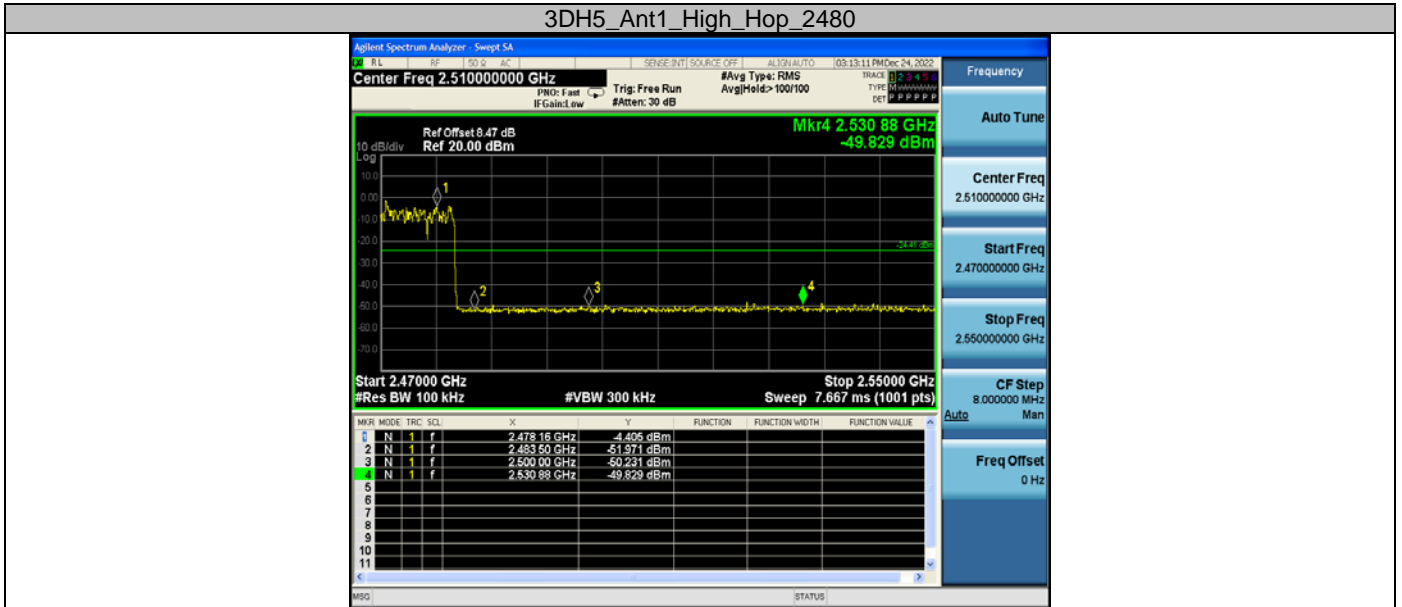 3DH5_Ant1_High_Hop_2480
Agilent Spectrum Analyzer - Swept SA
RL RF 50 Ω AC SENSE:INT SOURCE OFF ALIGN AUTO 03:13:11 PM Dec 24, 2022
Center Freq 2.510000000 GHz
PNO: Fast
IFGain:Low
Trig: Free Run
#Atten: 30 dB
#Avg Type: RMS
Avg|Hold:>100/100
TRACE 1 2 3 4 5 6
TYPE M
DET P P P P P P
Frequency
Auto Tune
Center Freq
2.510000000 GHz
Start Freq
2.470000000 GHz
Stop Freq
2.550000000 GHz
CF Step
8.000000 MHz
Auto Man
Freq Offset
0 Hz
Mkr4 2.530 88 GHz
-49.829 dBm
Ref Offset 8.47 dB
10 dB/div Ref 20.00 dBm
Log
10.0
0.00
-10.0
-20.0
-30.0
-40.0
-50.0
-60.0
-70.0
1
2
3
4
-24.41 dBm
Start 2.47000 GHz Stop 2.55000 GHz
#Res BW 100 kHz #VBW 300 kHz Sweep 7.667 ms (1001 pts)
MKR MODE TRC SCL X Y FUNCTION FUNCTION WIDTH FUNCTION VALUE
1 N 1 f 2.478 16 GHz -4.405 dBm
2 N 1 f 2.483 50 GHz -51.971 dBm
3 N 1 f 2.500 00 GHz -50.231 dBm
4 N 1 f 2.530 88 GHz -49.829 dBm
5
6
7
8
9
10
11
MSG STATUS